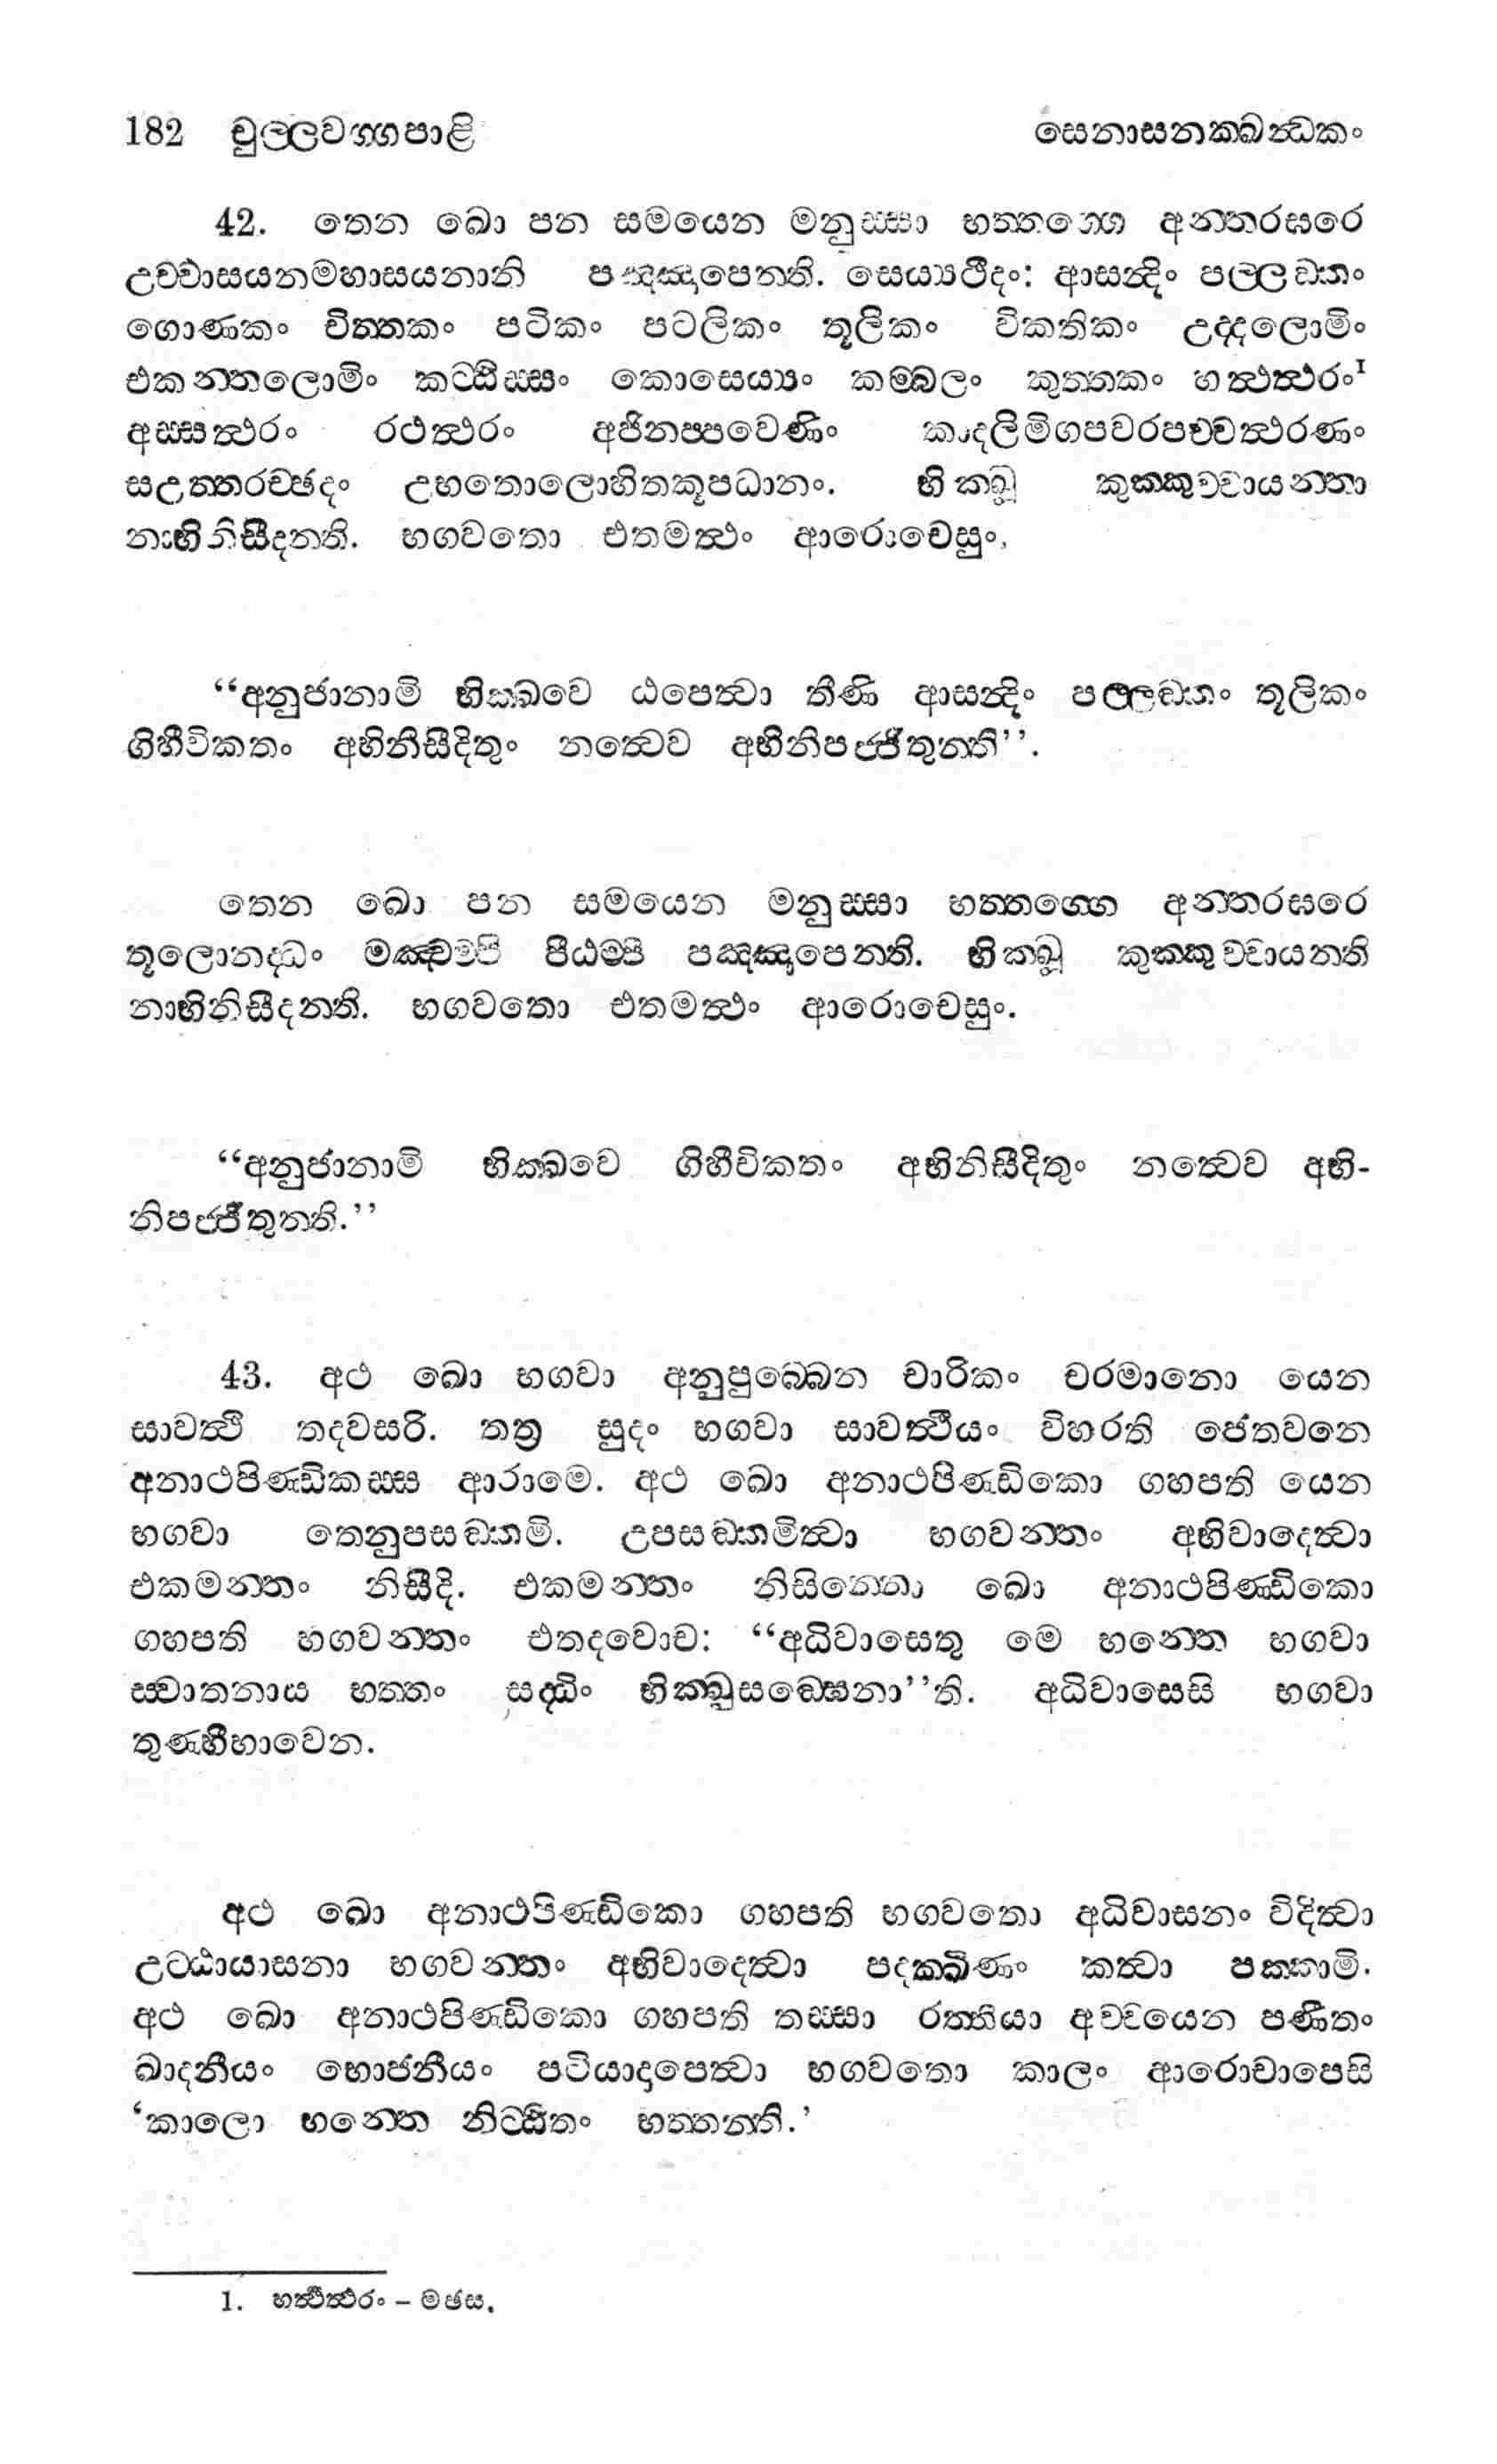 182 චුල්ලවග්ගපාළි සෙනාසනක්ඛන්ධකං
42. තෙන ඛො පන සමයෙන මනුස්සා භත්තග්ගෙ අන්තරඝරෙ
උච්චාසයනමහාසයනානි පඤ්ඤාපෙන්ති. සෙය්‍යථීදං: ආසන්දිං පල්ලඞ්කං
ගොණකං චිත්තකං පටිකං පටලිකං තූලිකං විකතිකං උද්දලොමිං
එකන්තලොමිං කට්ඨිස්සං කොසෙය්‍යං කම්බලං කුත්තකං හත්ථත්ථරං1
අස්සත්ථරං රථත්ථරං අජිනප්පවෙණිං කාදලිමිගපවරපච්චත්ථරණං
සඋත්තරච්ඡදං උභතොලොහිතකූපධානං. භික්ඛූ කුක්කුච්චායන්තා
නාභිනිසීදන්ති. භගවතො එතමත්ථං ආරොචෙසුං.
“අනුජානාමි භික්ඛවෙ ඨපෙත්වා තීණි ආසන්දිං පල්ලඞ්කං තූලිකං
ගිහීවිකතං අභිනිසීදිතුං නත්වෙව අභිනිපජ්ජිතුන්ති”.
තෙන ඛො පන සමයෙන මනුස්සා භත්තග්ගෙ අන්තරඝරෙ
තූලොනද්ධං මඤ්චම්පි පීඨම්පි පඤ්ඤාපෙන්ති. භික්ඛූ කුක්කුච්චායන්ති
නාභිනිසීදන්ති. භගවතො එතමත්ථං ආරොචෙසුං.
“අනුජානාමි භික්ඛවෙ ගිහීවිකතං අභිනිසීදිතුං නත්වෙව අභි-
නිපජ්ජිතුන්ති.”
43. අථ ඛො භගවා අනුපුබ්බෙන චාරිකං චරමානො යෙන
සාවත්ථි තදවසරි. තත්‍ර සුදං භගවා සාවත්ථියං විහරති ජේතවනෙ
අනාථපිණ්ඩිකස්ස ආරාමෙ. අථ ඛො අනාථපිණ්ඩිකො ගහපති යෙන
භගවා තෙනුපසඞ්කමි. උපසඞ්කමිත්වා භගවන්තං අභිවාදෙත්වා
එකමන්තං නිසීදි. එකමන්තං නිසින්නො ඛො අනාථපිණ්ඩිකො
ගහපති භගවන්තං එතදවොච: “අධිවාසෙතු මෙ භන්තෙ භගවා
ස්වාතනාය භත්තං සද්ධිං භික්ඛුසඞ්ඝෙනා”ති. අධිවාසෙසි භගවා
තුණ්හීභාවෙන.
අථ ඛො අනාථපිණ්ඩිකො ගහපති භගවතො අධිවාසනං විදිත්වා
උට්ඨායාසනා භගවන්තං අභිවාදෙත්වා පදක්ඛිණං කත්වා පක්කාමි.
අථ ඛො අනාථපිණ්ඩිකො ගහපති තස්සා රත්තියා අච්චයෙන පණීතං
ඛාදනීයං භොජනීයං පටියාදාපෙත්වා භගවතො කාලං ආරොචාපෙසි
‘කාලො භන්තෙ නිට්ඨිතං භත්තන්ති.’
1. හත්ථිත්ථරං – මඡස.